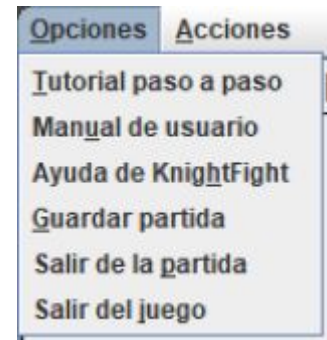 Opciones Acciones
Tutorial paso a paso
Manual de usuario
Ayuda de KnightFight
Guardar partida
Salir de la partida
Salir del juego